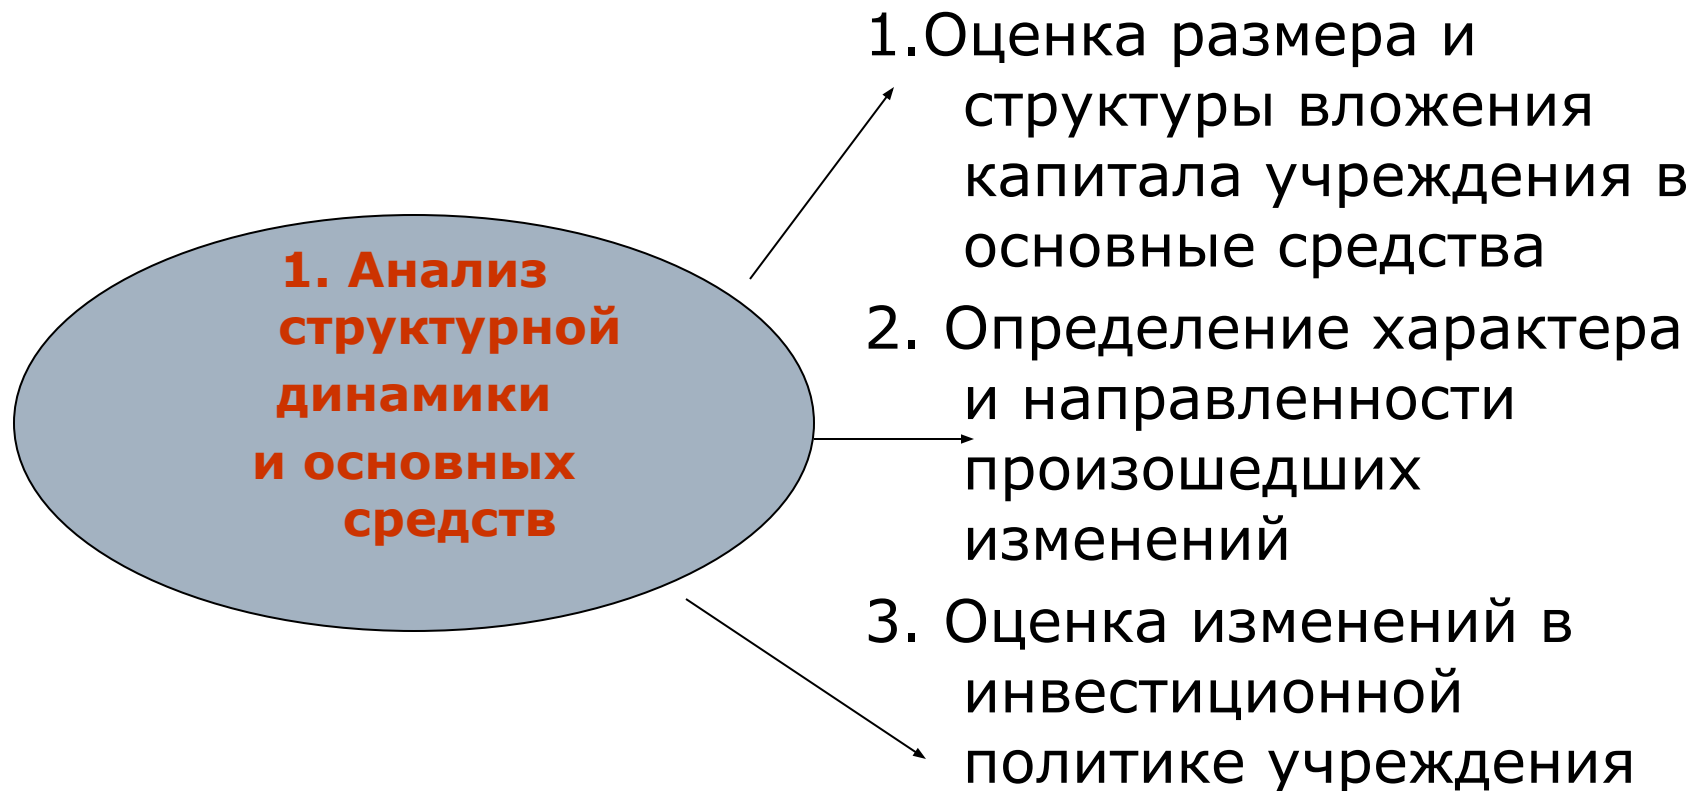 1. Анализ
структурной
динамики
и основных
средств
1.Оценка размера и
структуры вложения
капитала учреждения в
основные средства
2. Определение характера
и направленности
произошедших
изменений
3. Оценка изменений в
инвестиционной
политике учреждения